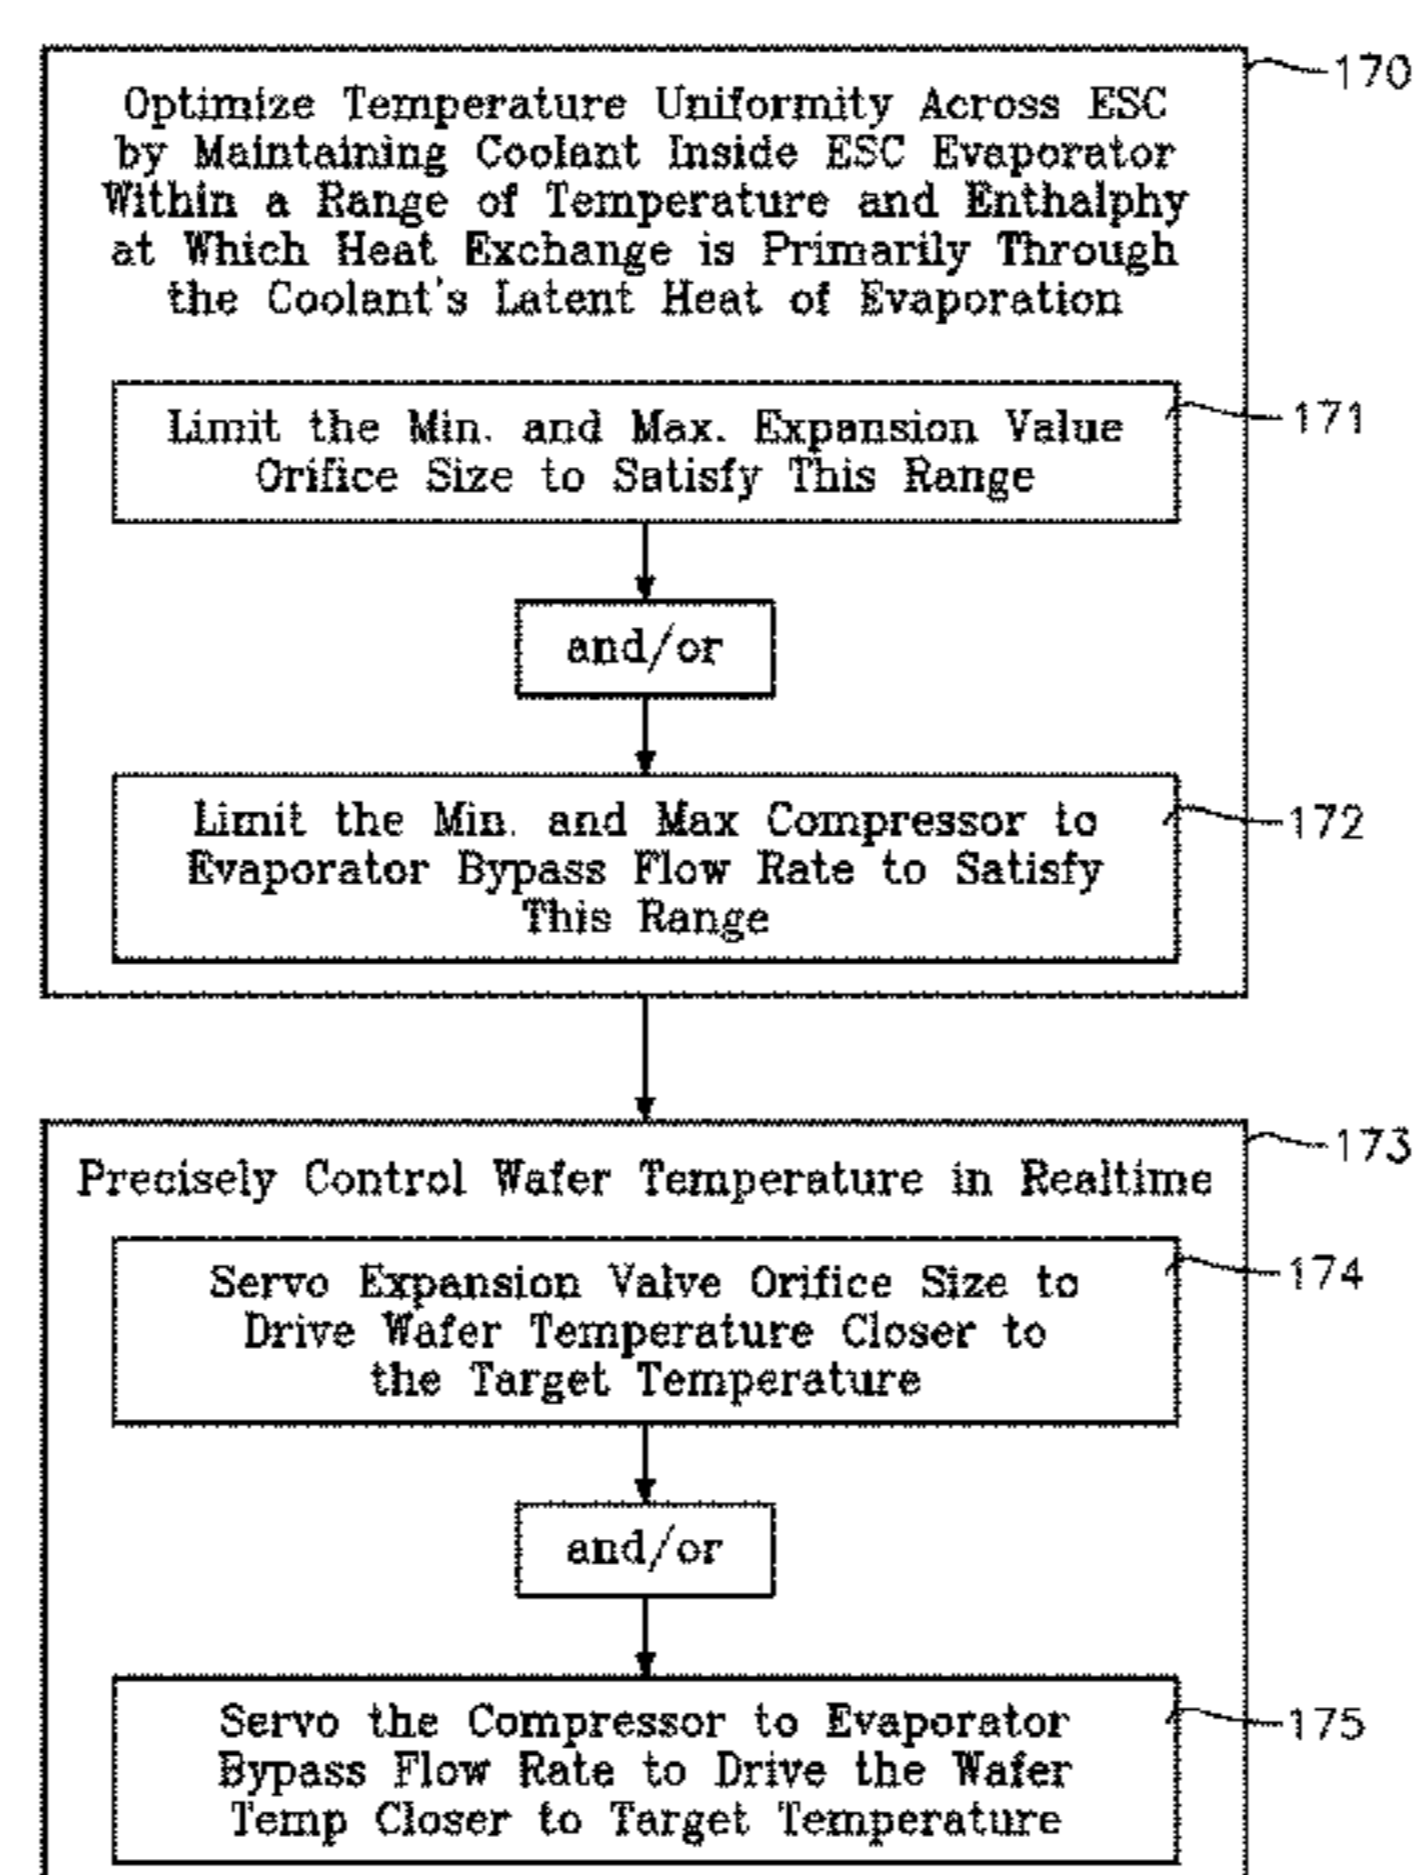 170
Optimize Temperature Uniformity Across ESC
by Maintaining Coolant Inside ESC Evaporator
Within a Range of Temperature and Enthalphy
at Which Heat Exchange is Primarily Through
the Coolant's Latent Heat of Evaporation
171
Limit the Min. and Max. Expansion Value
Orifice Size to Satisfy This Range
and/or
172
Limit the Min. and Max Compressor to
Evaporator Bypass Flow Rate to Satisfy
This Range
173
Precisely Control Wafer Temperature in Realtime
174
Servo Expansion Valve Orifice Size to
Drive Wafer Temperature Closer to
the Target Temperature
and/or
175
Servo the Compressor to Evaporator
Bypass Flow Rate to Drive the Wafer
Temp Closer to Target Temperature